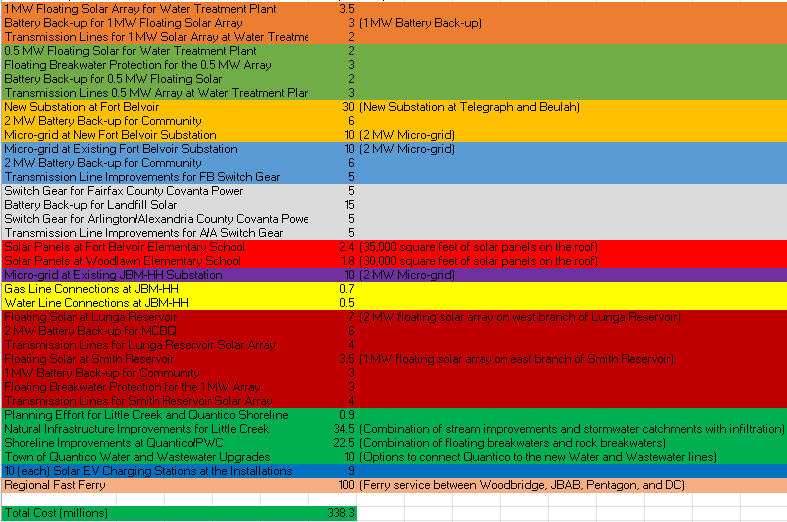 1 MW Floating Solar Array for Water Treatment Plant 3.5
Battery Back-up for 1 MW Floating Solar Array 3 (1 MW Battery Back-up)
Transmission Lines for 1 MW Solar Array at Water Treatme 2
0.5 MW Floating Solar for Water Treatment Plant 2
Floating Breakwater Protection for the 0.5 MW Array 3
Battery Back-up for 0.5 MW Floating Solar 2
Transmission Lines 0.5 MW Array at Water Treatment Plar 3
New Substation at Fort Belvoir 30 (New Substation at Telegraph and Beulah)
2 MW Battery Back-up for Community 6
Micro-grid at New Fort Belvoir Substation 10 (2 MW Micro-grid)
Micro-grid at Existing Fort Belvoir Substation 10 (2 MW Micro-grid)
2 MW Battery Back-up for Community 6
Transmission Line Improvements for FB Switch Gear 5
Switch Gear for Fairfax County Covanta Power 5
Battery Back-up for Landfill Solar 15
Switch Gear for Arlington/Alexandria County Covanta Powe 5
Transmission Line Improvements for A/A Switch Gear 5
Solar Panels at Fort Belvoir Elementary School 2.4 (35,000 square feet of solar panels on the roof)
Solar Panels at Woodlawn Elementary School 1.8 (30,000 square feet of solar panels on the roof)
Micro-grid at Existing JBM-HH Substation 10 (2 MW Micro-grid)
Gas Line Connections at JBM-HH 0.7
Water Line Connections at JBM-HH 0.5
Floating Solar at Lunga Reservoir 7 (2 MW floating solar array on west branch of Lunga Reservoir)
2 MW Battery Back-up for MCBQ 6
Transmission Lines for Lunga Reservoir Solar Array 4
Floating Solar at Smith Reservoir 3.5 (1 MW floating solar array on east branch of Smith Reservoir)
1 MW Battery Back-up for Community 3
Floating Breakwater Protection for the 1 MW Array 3
Transmission Lines for Smith Reservoir Solar Array 4
Planning Effort for Little Creek and Quantico Shoreline 0.9
Natural Infrastructure Improvements for Little Creek 34.5 (Combination of stream improvements and stormwater catchments with infiltration)
Shoreline Improvements at Quantico/PWC 22.5 (Combination of floating breakwaters and rock breakwaters)
Town of Quantico Water and Wastewater Upgrades 10 (Options to connect Quantico to the new Water and Wastewater lines)
10 (each) Solar EV Charging Stations at the Installations 9
Regional Fast Ferry 100 (Ferry service between Woodbridge, JBAB, Pentagon, and DC)
Total Cost (millions) 338.3